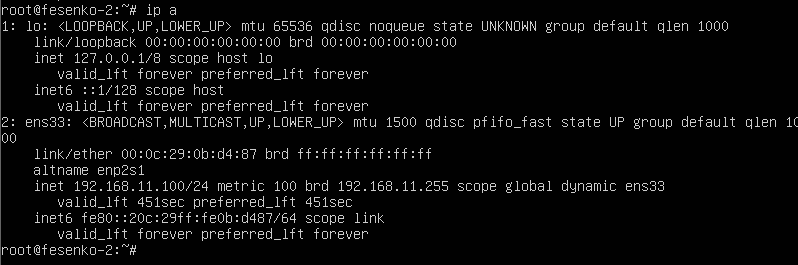 root@fesenko-2:~# ip a
1: lo: <LOOPBACK,UP,LOWER_UP> mtu 65536 qdisc noqueue state UNKNOWN group default qlen 1000
    link/loopback 00:00:00:00:00:00 brd 00:00:00:00:00:00
    inet 127.0.0.1/8 scope host lo
       valid_lft forever preferred_lft forever
    inet6 ::1/128 scope host
       valid_lft forever preferred_lft forever
2: ens33: <BROADCAST,MULTICAST,UP,LOWER_UP> mtu 1500 qdisc pfifo_fast state UP group default qlen 10
00
    link/ether 00:0c:29:0b:d4:87 brd ff:ff:ff:ff:ff:ff
    altname enp2s1
    inet 192.168.11.100/24 metric 100 brd 192.168.11.255 scope global dynamic ens33
       valid_lft 451sec preferred_lft 451sec
    inet6 fe80::20c:29ff:fe0b:d487/64 scope link
       valid_lft forever preferred_lft forever
root@fesenko-2:~#